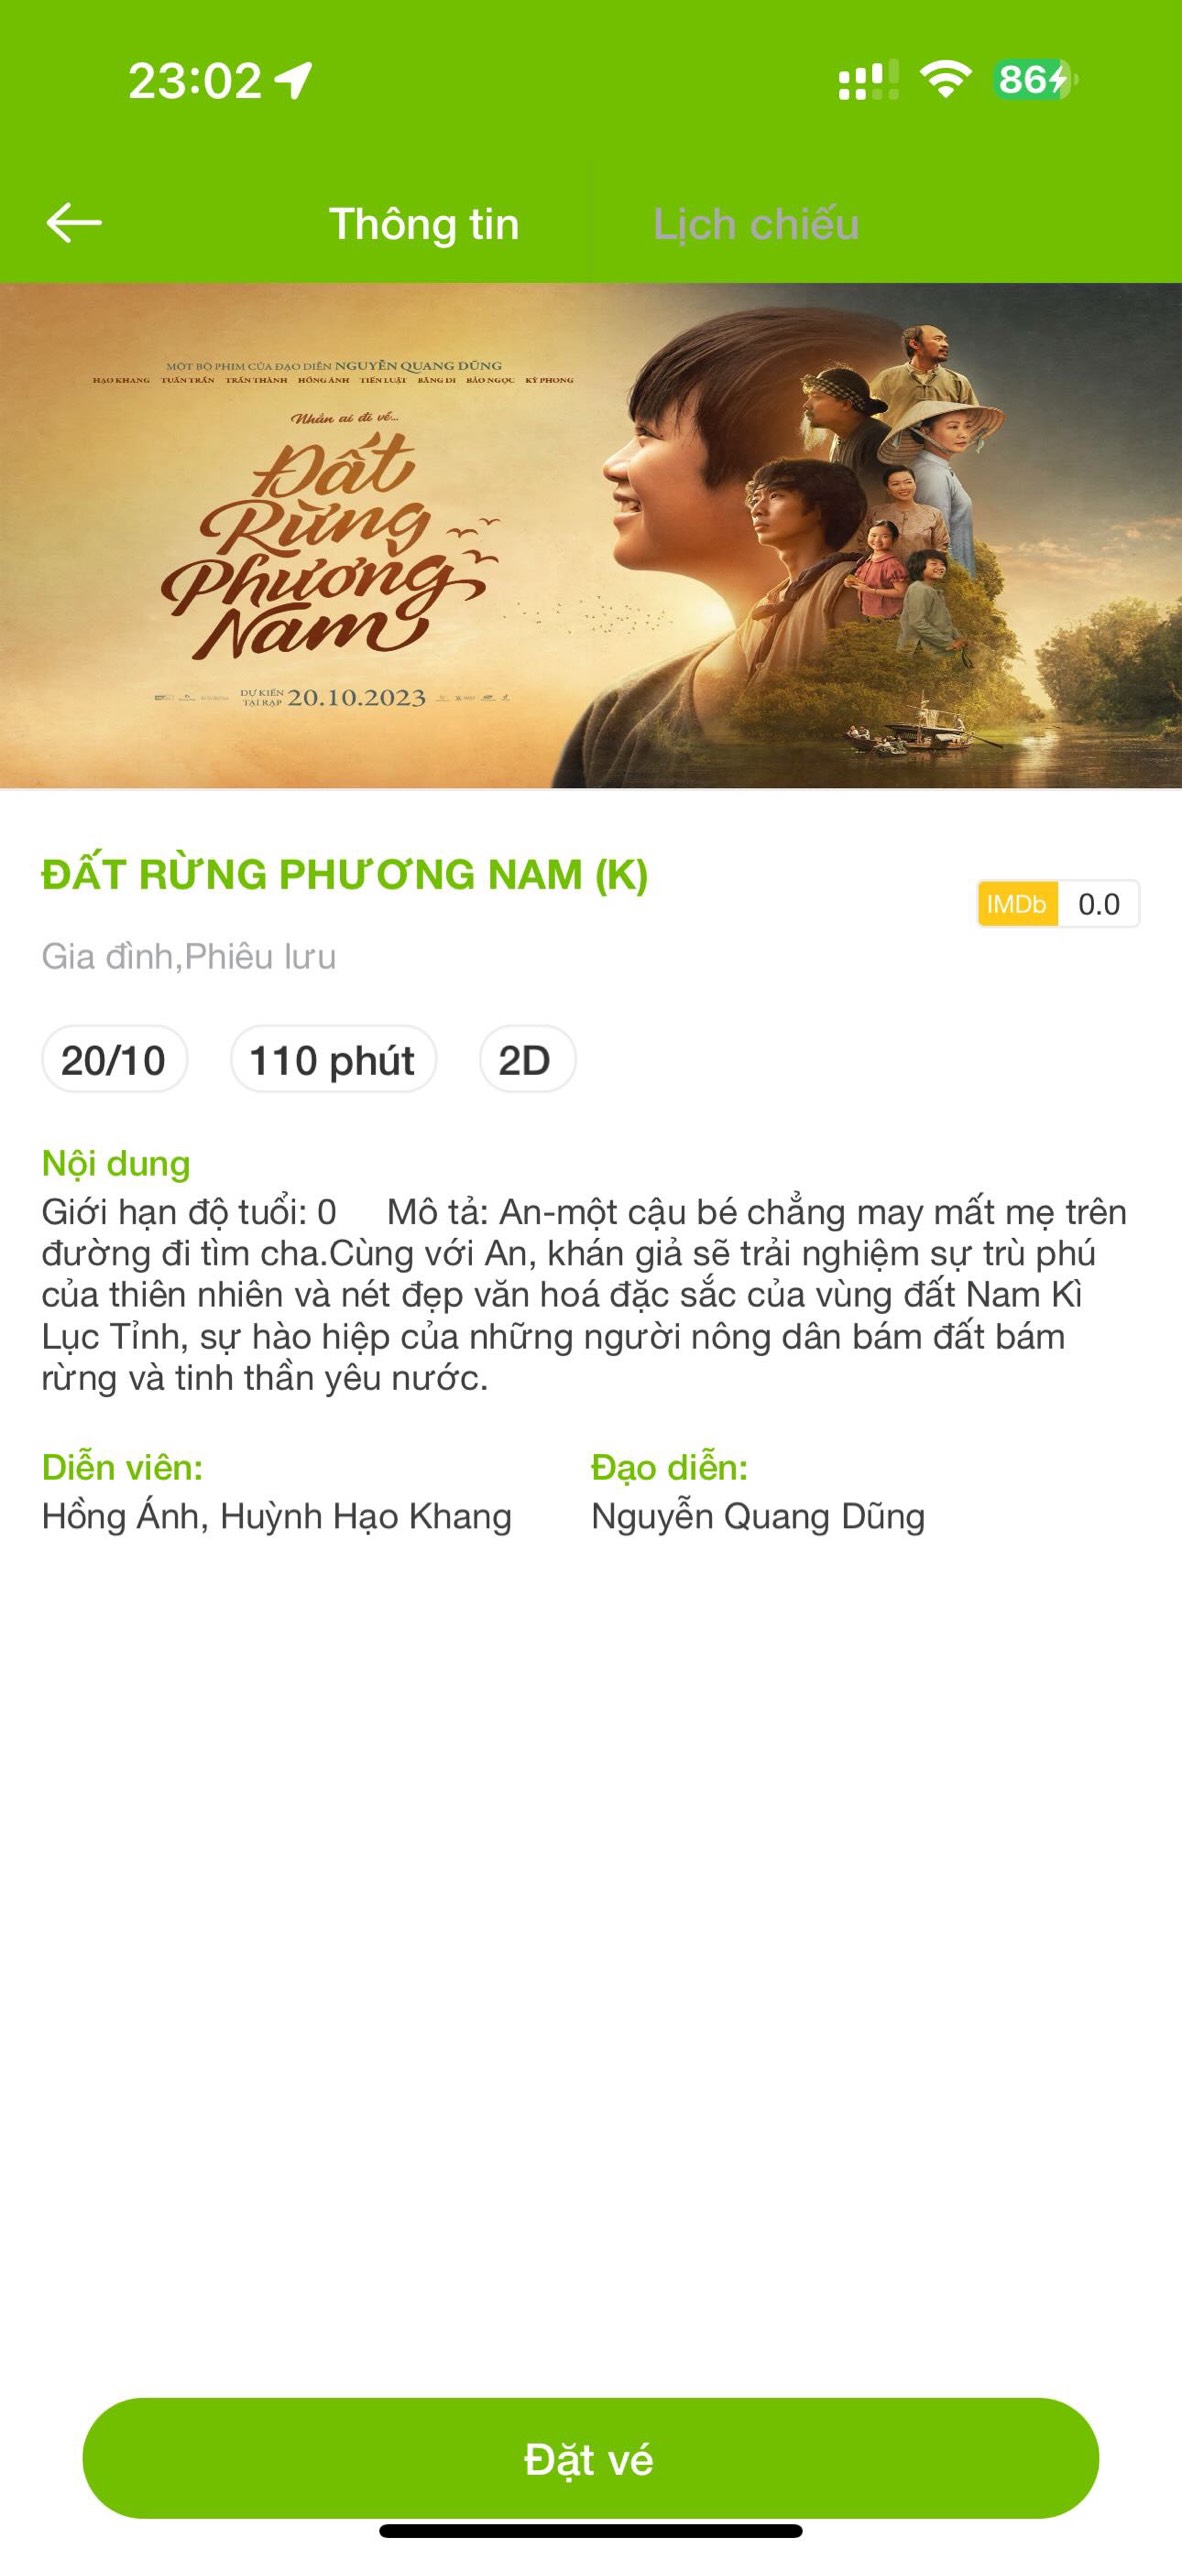 23:02
86
Thông tin
Lịch chiếu
MỘT BỘ PHIM CỦA ĐẠO DIỄN NGUYỄN QUANG DŨNG
HẠO KHANG TUẤN TRẦN TRẤN THÀNH HỒNG ÁNH TIẾN LUẬT BĂNG DI BẢO NGỌC KỲ PHONG
Nhắn ai đi về...
Đất
Rừng
Phương
Nam
DỰ KIẾN
TẠI RẠP 20.10.2023
ĐẤT RỪNG PHƯƠNG NAM (K)
IMDb 0.0
Gia đình,Phiêu lưu
20/10
110 phút
2D
Nội dung
Giới hạn độ tuổi: 0 Mô tả: An-một cậu bé chẳng may mất mẹ trên
đường đi tìm cha.Cùng với An, khán giả sẽ trải nghiệm sự trù phú
của thiên nhiên và nét đẹp văn hoá đặc sắc của vùng đất Nam Kì
Lục Tỉnh, sự hào hiệp của những người nông dân bám đất bám
rừng và tinh thần yêu nước.
Diễn viên:
Hồng Ánh, Huỳnh Hạo Khang
Đạo diễn:
Nguyễn Quang Dũng
Đặt vé